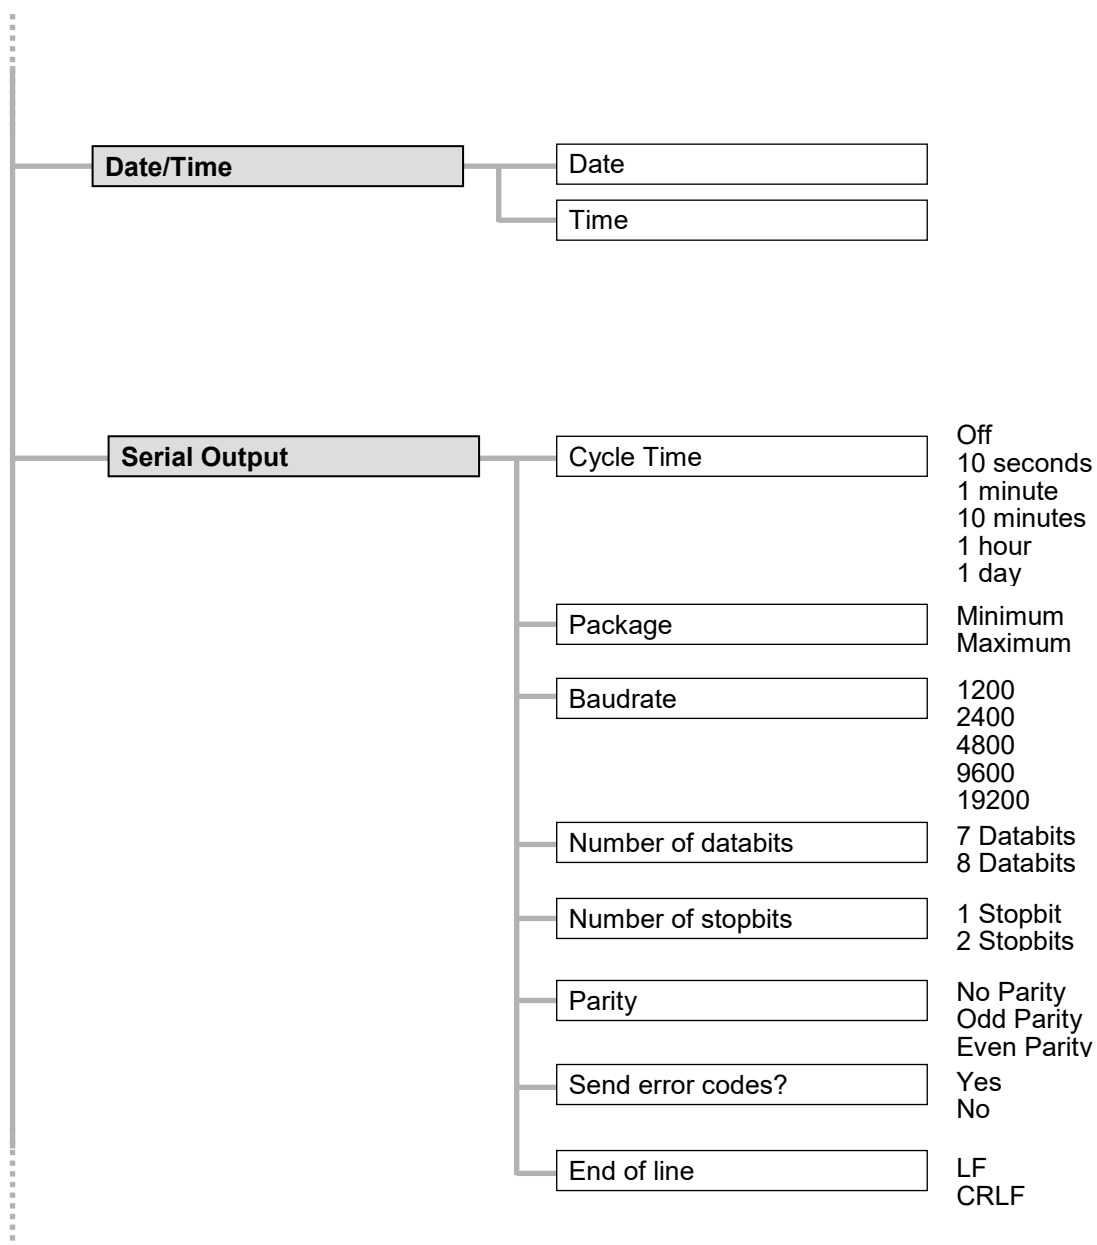 Date/Time
Date
Time
Serial Output
Cycle Time
Off
10 seconds
1 minute
10 minutes
1 hour
1 day
Package
Minimum
Maximum
Baudrate
1200
2400
4800
9600
19200
Number of databits
7 Databits
8 Databits
Number of stopbits
1 Stopbit
2 Stopbits
Parity
No Parity
Odd Parity
Even Parity
Send error codes?
Yes
No
End of line
LF
CRLF